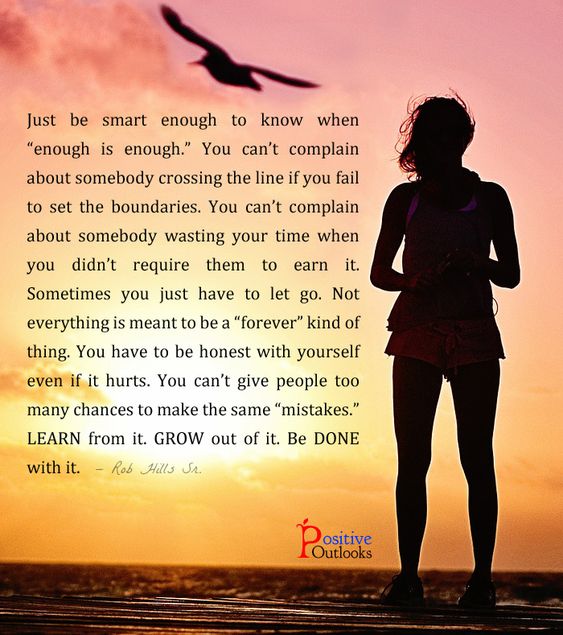 Just be smart enough to know when
“enough is enough.” You can’t complain
about somebody crossing the line if you fail
to set the boundaries. You can’t complain
about somebody wasting your time when
you didn’t require them to earn it.
Sometimes you just have to let go. Not
everything is meant to be a “forever” kind of
thing. You have to be honest with yourself
even if it hurts. You can’t give people too
many chances to make the same “mistakes.”
LEARN from it. GROW out of it. Be DONE
with it. – Rob Hills Sr.
Positive
Outlooks